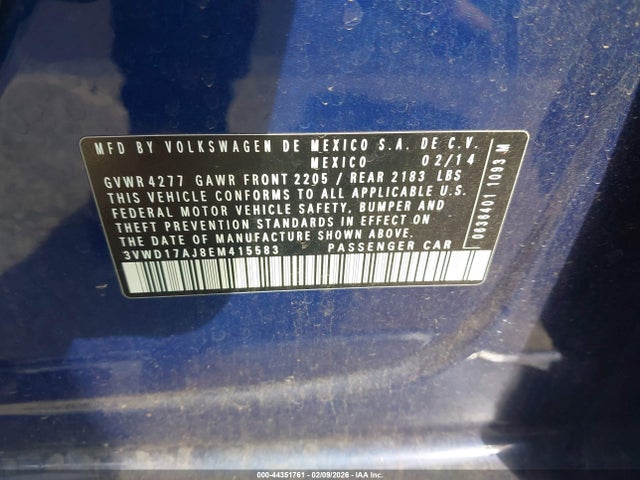 MFD BY VOLKSWAGEN DE MEXICO S.A. DE C.V.
MEXICO 02/14
GVWR 4277 GAWR FRONT 2205 / REAR 2183 LBS
THIS VEHICLE CONFORMS TO ALL APPLICABLE U.S.
FEDERAL MOTOR VEHICLE SAFETY, BUMPER AND
THEFT PREVENTION STANDARDS IN EFFECT ON
THE DATE OF MANUFACTURE SHOWN ABOVE.
3VWD17AJ8EM415583 PASSENGER CAR
0636401 1093 M
000-44351761 - 02/09/2026 - IAA Inc.